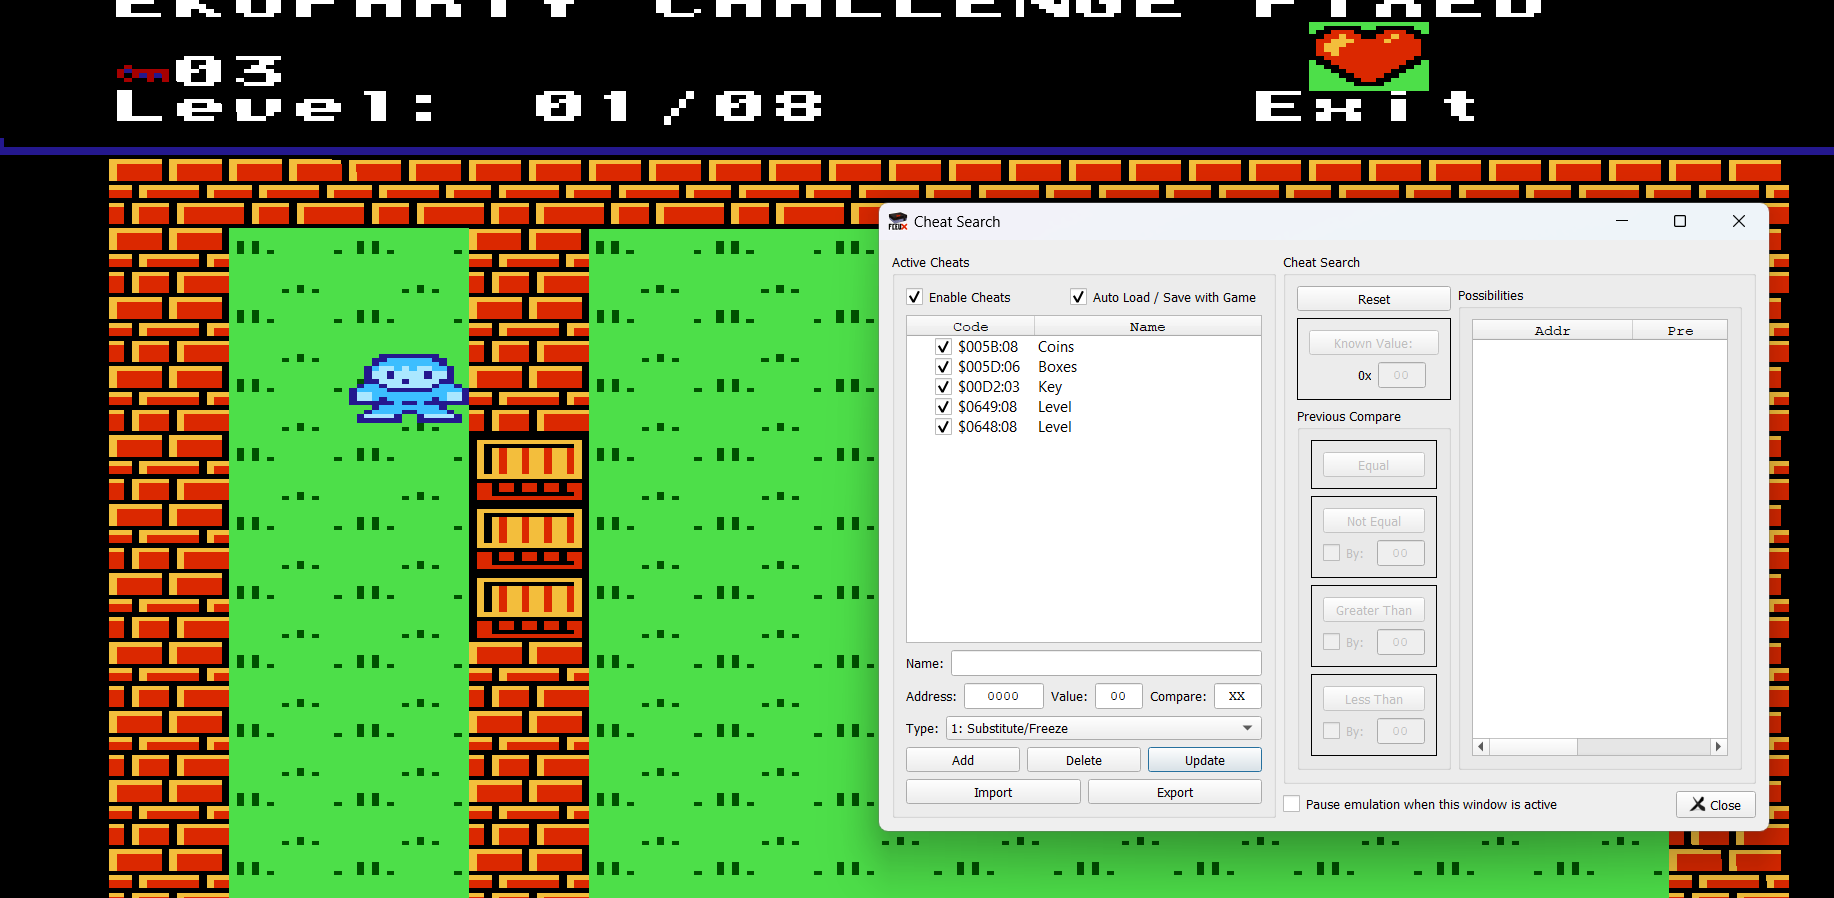 EKOPARTY CHALLENGE FIXED
03
Level: 01/08
Exit
Cheat Search
Active Cheats
Enable Cheats
Auto Load / Save with Game
Code Name
$005B:08 Coins
$005D:06 Boxes
$00D2:03 Key
$0649:08 Level
$0648:08 Level
Name:
Address: 0000 Value: 00 Compare: XX
Type: 1: Substitute/Freeze
Add Delete Update
Import Export
Cheat Search
Reset
Known Value:
0x 00
Previous Compare
Equal
Not Equal
By: 00
Greater Than
By: 00
Less Than
By: 00
Possibilities
Addr Pre
Pause emulation when this window is active
Close